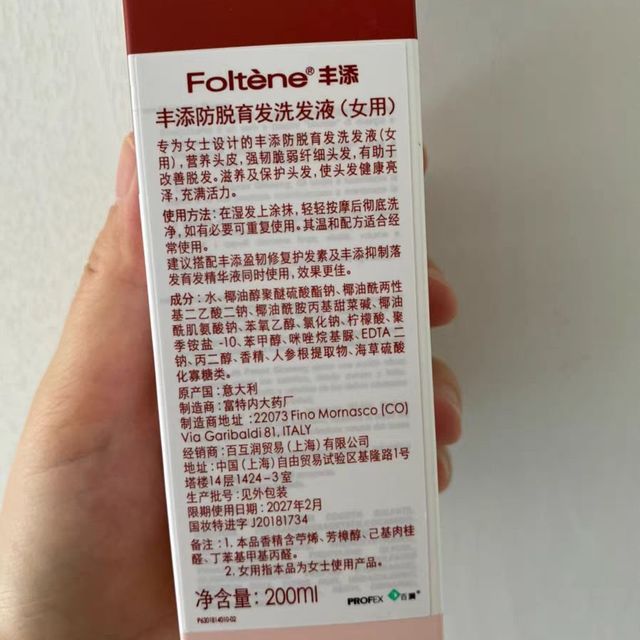 Foltène® 丰添
丰添防脱育发洗发液(女用)
专为女士设计的丰添防脱育发洗发液(女
用),营养头皮,强韧脆弱纤细头发,有助于
改善脱发。滋养及保护头发,使头发健康亮
泽,充满活力。
使用方法:在湿发上涂抹,轻轻按摩后彻底洗
净,如有必要可重复使用。其温和配方适合经
常使用。
建议搭配丰添盈韧修复护发素及丰添抑制落
发育发精华液同时使用,效果更佳。
成分:水、椰油醇聚醚硫酸酯钠、椰油酰两性
基二乙酸二钠、椰油酰胺丙基甜菜碱、椰油
酰肌氨酸钠、苯氧乙醇、氯化钠、柠檬酸、聚
季铵盐 -10、苯甲醇、咪唑烷基脲、EDTA 二
钠、丙二醇、香精、人参根提取物、海草硫酸
化寡糖类。
原产国:意大利
制造商:富特内大药厂
制造商地址:22073 Fino Mornasco (CO)
Via Garibaldi 81, ITALY
经销商:百互润贸易(上海)有限公司
地址:中国(上海)自由贸易试验区基隆路1号
塔楼14层1424-3室
生产批号:见外包装
限期使用日期:2027年2月
国妆特进字 J20181734
备注:1. 本品香精含苧烯、芳樟醇、己基肉桂
醛、丁苯基甲基丙醛。
2. 女用指本品为女士使用产品。
净含量:200ml PROFEX 百澜
P6301814010-02